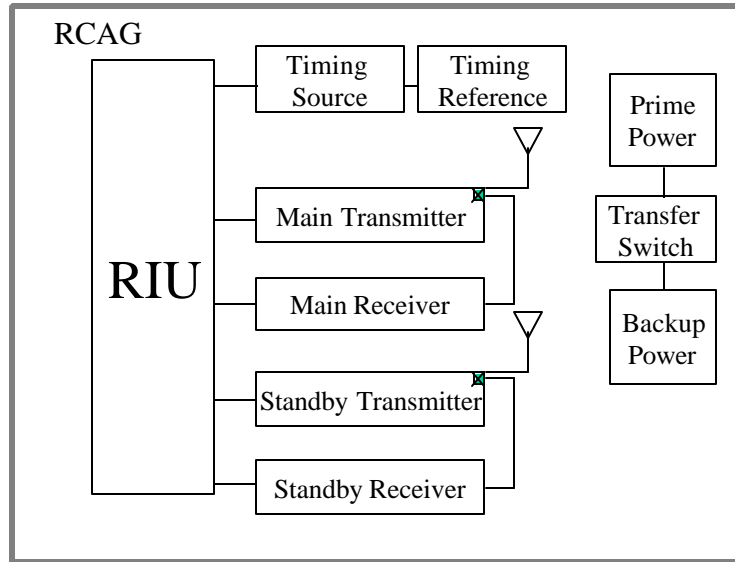 RCAG
Timing
Source
Timing
Reference
Prime
Power
Main Transmitter
Transfer
Switch
RIU
Main Receiver
Backup
Power
Standby Transmitter
Standby Receiver